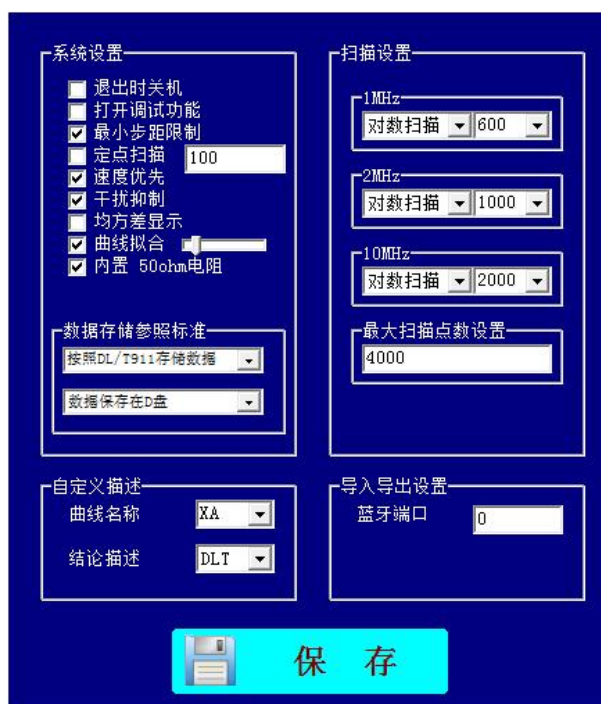 系统设置
退出时关机
打开调试功能
最小步距限制
定点扫描 100
速度优先
干扰抑制
均方差显示
曲线拟合
内置 50ohm电阻
数据存储参照标准
按照DL/T911存储数据
数据保存在D盘
扫描设置
1MHz
对数扫描 600
2MHz
对数扫描 1000
10MHz
对数扫描 2000
最大扫描点数设置
4000
自定义描述
曲线名称 XA
结论描述 DLT
导入导出设置
蓝牙端口 0
保 存